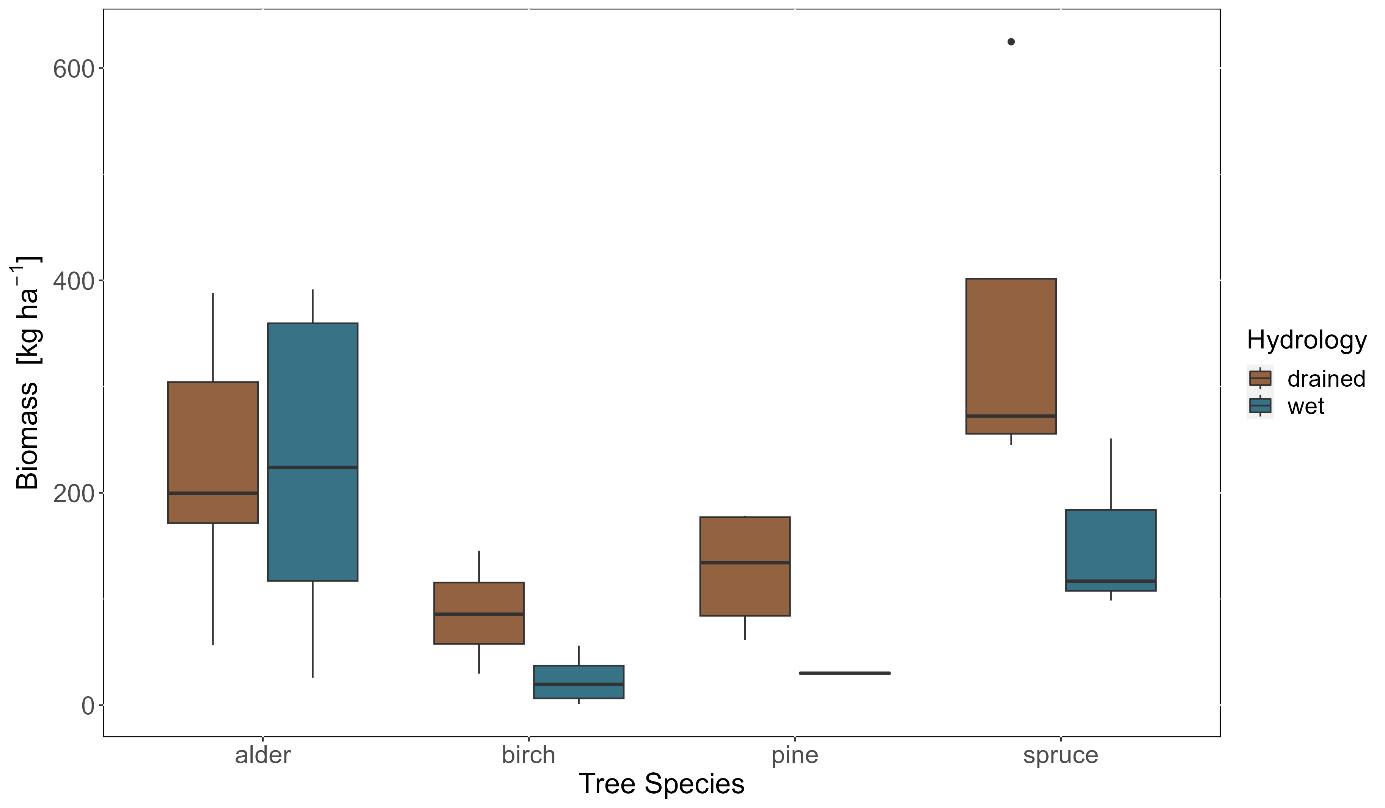 600
400
200
0
Biomass [kg ha⁻¹]
alder birch pine spruce
Tree Species
Hydrology
drained
wet